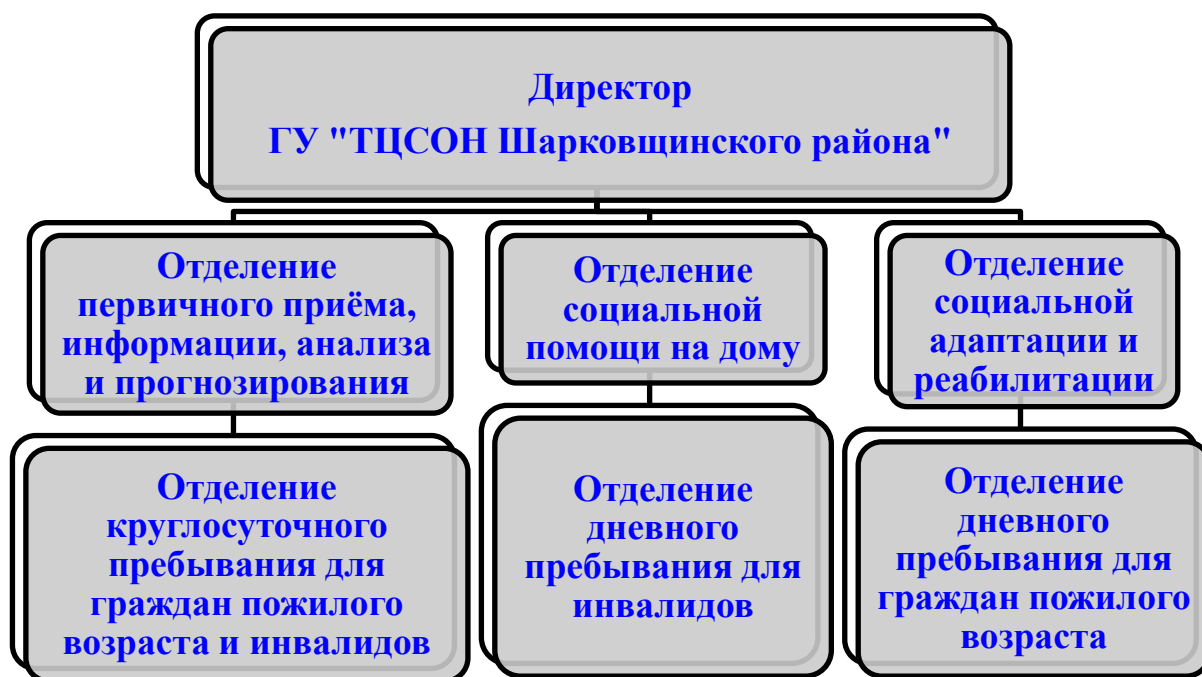 Директор
ГУ "ТЦСОН Шарковщинского района"
Отделение
первичного приёма,
информации, анализа
и прогнозирования
Отделение
социальной
помощи на дому
Отделение
социальной
адаптации и
реабилитации
Отделение
круглосуточного
пребывания для
граждан пожилого
возраста и инвалидов
Отделение
дневного
пребывания для
инвалидов
Отделение
дневного
пребывания для
граждан пожилого
возраста